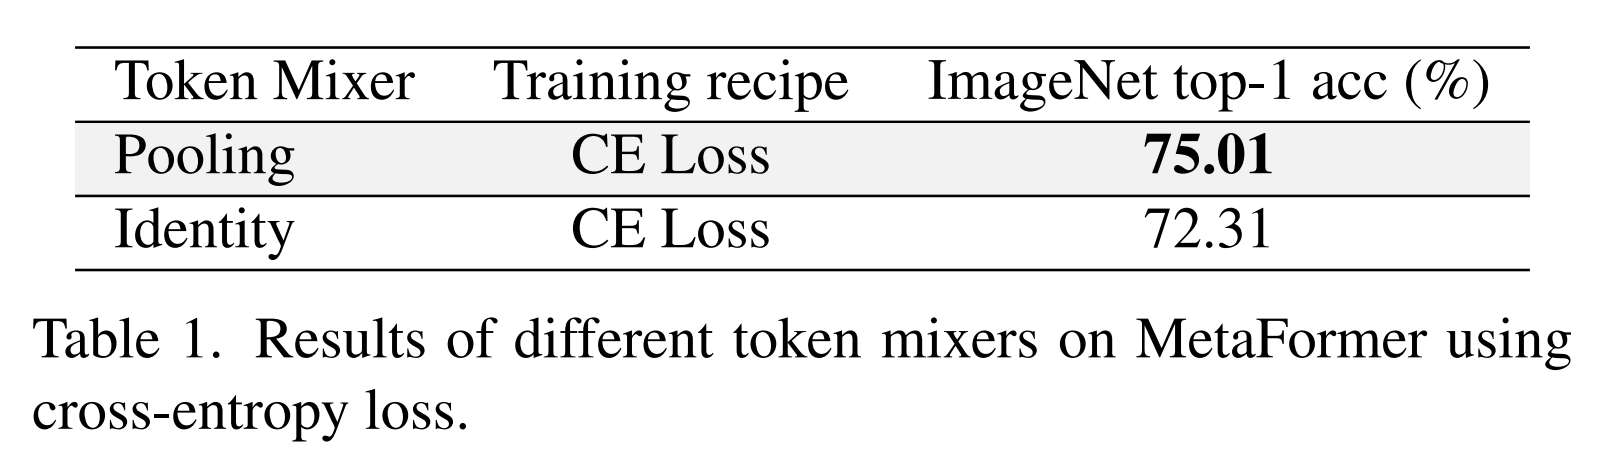 Token Mixer Training recipe ImageNet top-1 acc (%)
Pooling CE Loss 75.01
Identity CE Loss 72.31
Table 1. Results of different token mixers on MetaFormer using
cross-entropy loss.